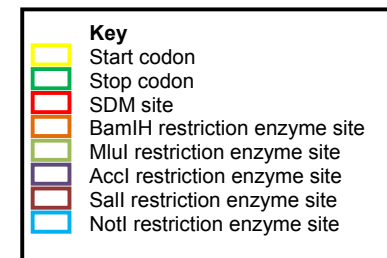 Key
Start codon
Stop codon
SDM site
BamIH restriction enzyme site
MluI restriction enzyme site
AccI restriction enzyme site
SalI restriction enzyme site
NotI restriction enzyme site